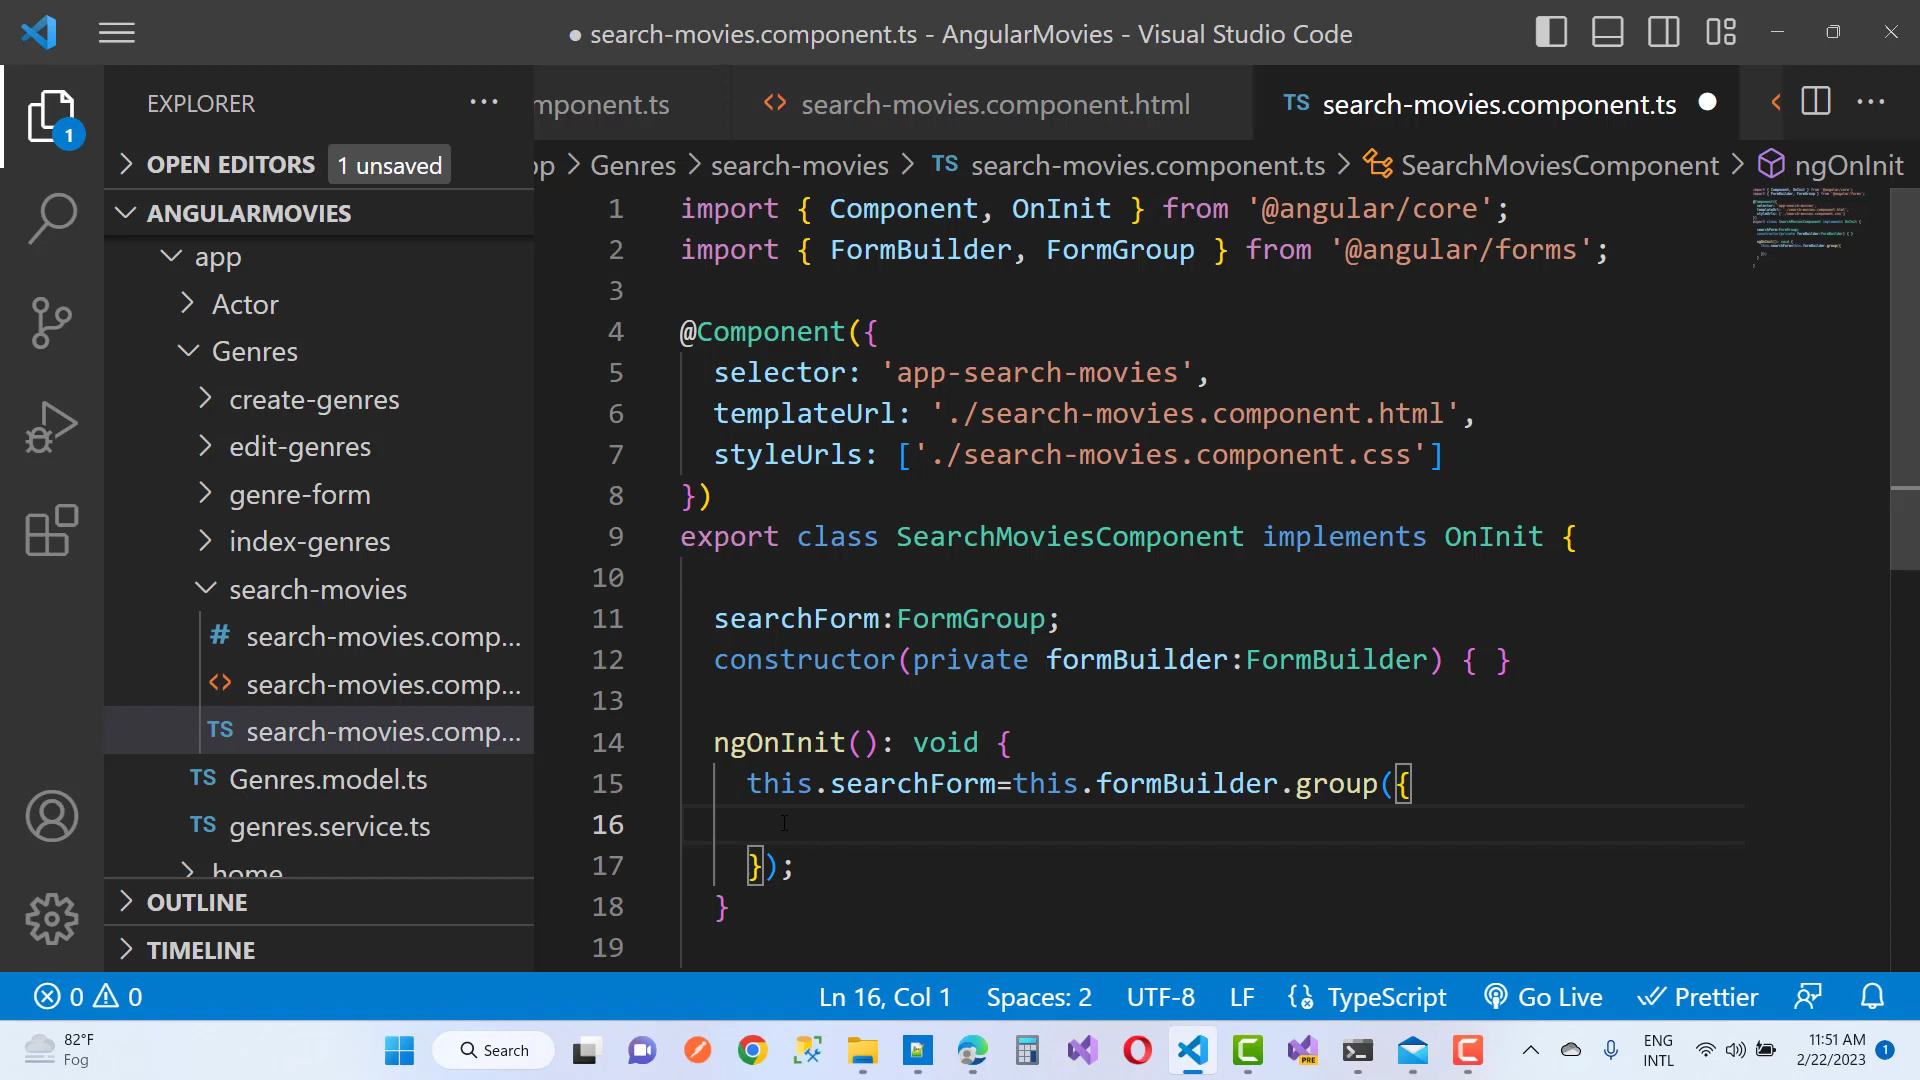 ● search-movies.component.ts - AngularMovies - Visual Studio Code
EXPLORER
mponent.ts
search-movies.component.html
TS search-movies.component.ts
OPEN EDITORS 1 unsaved
pp > Genres > search-movies > TS search-movies.component.ts > SearchMoviesComponent > ngOnInit
ANGULARMOVIES
app
Actor
Genres
create-genres
edit-genres
genre-form
index-genres
search-movies
# search-movies.comp...
<> search-movies.comp...
TS search-movies.comp...
TS Genres.model.ts
TS genres.service.ts
home
OUTLINE
TIMELINE
1
1 import { Component, OnInit } from '@angular/core';
2 import { FormBuilder, FormGroup } from '@angular/forms';
3
4 @Component({
5 selector: 'app-search-movies',
6 templateUrl: './search-movies.component.html',
7 styleUrls: ['./search-movies.component.css']
8 })
9 export class SearchMoviesComponent implements OnInit {
10
11 searchForm:FormGroup;
12 constructor(private formBuilder:FormBuilder) { }
13
14 ngOnInit(): void {
15 this.searchForm=this.formBuilder.group({
16
17 });
18 }
19
0 0
Ln 16, Col 1
Spaces: 2
UTF-8
LF
TypeScript
Go Live
Prettier
82°F
Fog
Search
PRE
ENG
INTL
11:51 AM
2/22/2023
1